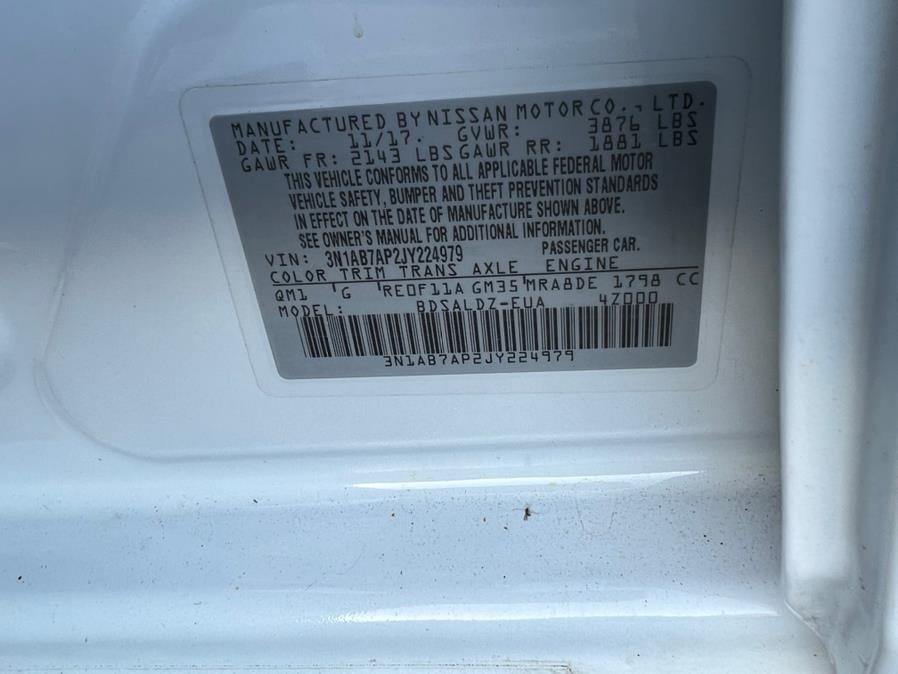 MANUFACTURED BY NISSAN MOTOR CO., LTD.
DATE: 11/17. GVWR: 3876 LBS
GAWR FR: 2143 LBS GAWR RR: 1881 LBS
THIS VEHICLE CONFORMS TO ALL APPLICABLE FEDERAL MOTOR
VEHICLE SAFETY, BUMPER AND THEFT PREVENTION STANDARDS
IN EFFECT ON THE DATE OF MANUFACTURE SHOWN ABOVE.
SEE OWNER'S MANUAL FOR ADDITIONAL INFORMATION.
VIN: 3N1AB7AP2JY224979 PASSENGER CAR.
COLOR TRIM TRANS AXLE ENGINE
QM1 G RE0F11A GM35 MRA8DE 1798 CC
MODEL: BDSALDZ-EUA 4Z000
3N1AB7AP2JY224979